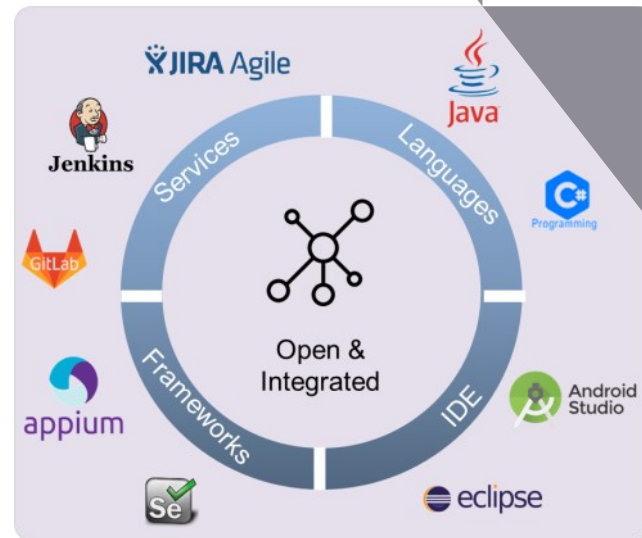 JIRA Agile
Java
Jenkins
Services
Languages
C#
Programming
GitLab
Open &
Integrated
appium
Frameworks
IDE
Android
Studio
Se
eclipse